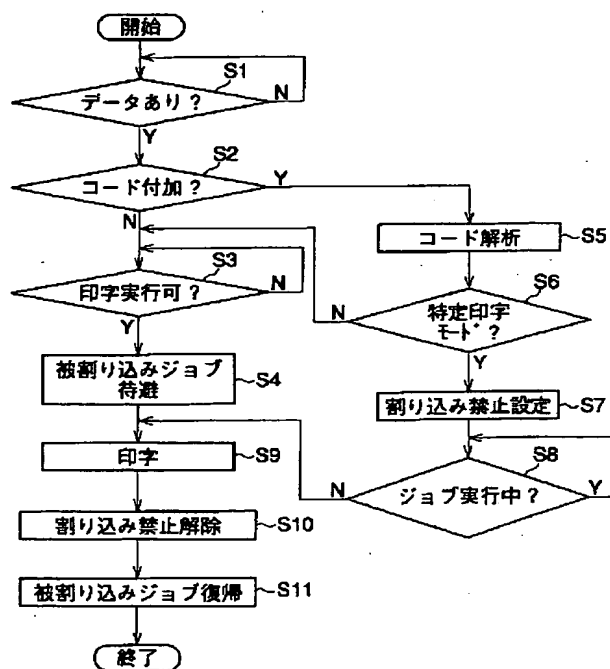 開始
S1
データあり?
N
Y
S2
コード付加?
Y
N
コード解析
S5
S3
印字実行可?
N
Y
S6
特定印字
モード?
N
Y
被割り込みジョブ
待避
S4
割り込み禁止設定
S7
印字
S9
S8
ジョブ実行中?
N
Y
割り込み禁止解除
S10
被割り込みジョブ復帰
S11
終了